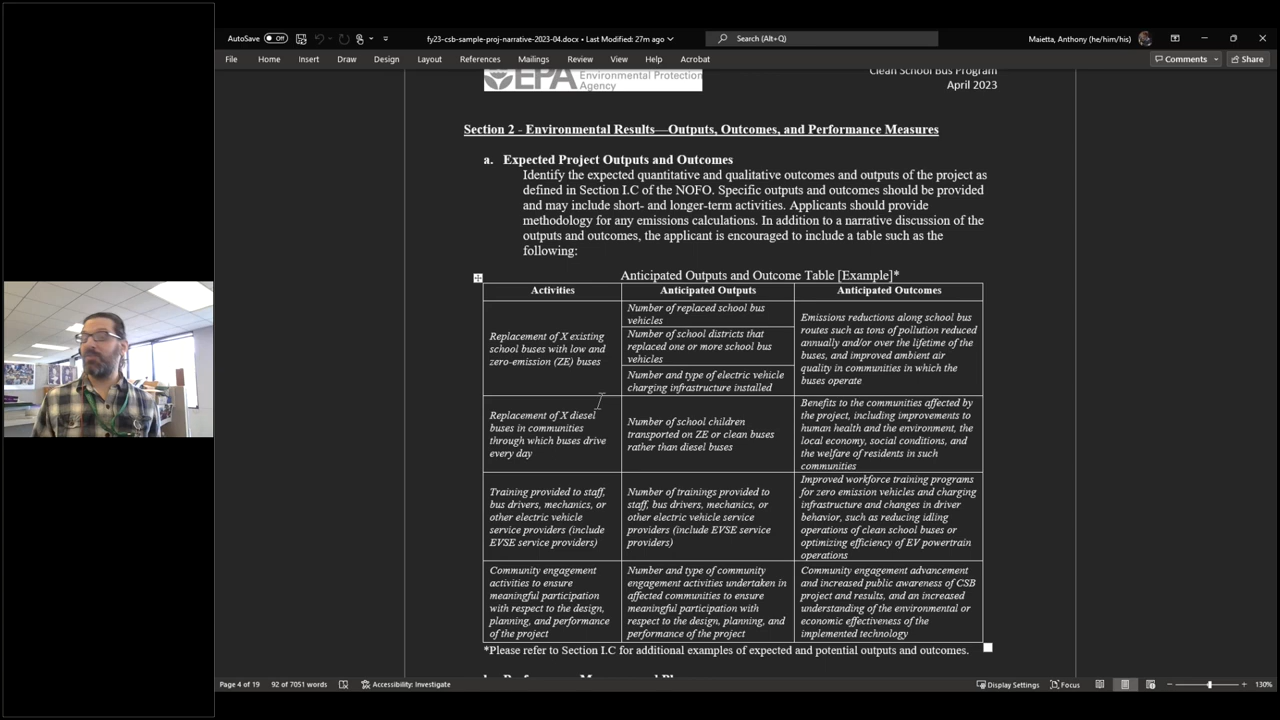 AutoSave Off fy23-csb-sample-proj-narrative-2023-04.docx • Last Modified: 27m ago Search (Alt+Q) Maietta, Anthony (he/him/his)
File Home Insert Draw Design Layout References Mailings Review View Help Acrobat Comments Share
EPA Environmental Protection
Agency
Clean School Bus Program
April 2023
Section 2 - Environmental Results—Outputs, Outcomes, and Performance Measures
a. Expected Project Outputs and Outcomes
Identify the expected quantitative and qualitative outcomes and outputs of the project as
defined in Section I.C of the NOFO. Specific outputs and outcomes should be provided
and may include short- and longer-term activities. Applicants should provide
methodology for any emissions calculations. In addition to a narrative discussion of the
outputs and outcomes, the applicant is encouraged to include a table such as the
following:
Anticipated Outputs and Outcome Table [Example]*
Activities Anticipated Outputs Anticipated Outcomes
Replacement of X existing
school buses with low and
zero-emission (ZE) buses
Number of replaced school bus
vehicles
Number of school districts that
replaced one or more school bus
vehicles
Number and type of electric vehicle
charging infrastructure installed
Emissions reductions along school bus
routes such as tons of pollution reduced
annually and/or over the lifetime of the
buses, and improved ambient air
quality in communities in which the
buses operate
Replacement of X diesel
buses in communities
through which buses drive
every day
Number of school children
transported on ZE or clean buses
rather than diesel buses
Benefits to the communities affected by
the project, including improvements to
human health and the environment, the
local economy, social conditions, and
the welfare of residents in such
communities
Training provided to staff,
bus drivers, mechanics, or
other electric vehicle
service providers (include
EVSE service providers)
Number of trainings provided to
staff, bus drivers, mechanics, or
other electric vehicle service
providers (include EVSE service
providers)
Improved workforce training programs
for zero emission vehicles and charging
infrastructure and changes in driver
behavior, such as reducing idling
operations of clean school buses or
optimizing efficiency of EV powertrain
operations
Community engagement
activities to ensure
meaningful participation
with respect to the design,
planning, and performance
of the project
Number and type of community
engagement activities undertaken in
affected communities to ensure
meaningful participation with
respect to the design, planning, and
performance of the project
Community engagement advancement
and increased public awareness of CSB
project and results, and an increased
understanding of the environmental or
economic effectiveness of the
implemented technology
*Please refer to Section I.C for additional examples of expected and potential outputs and outcomes.
Page 4 of 19 92 of 7051 words Accessibility: Investigate Display Settings Focus 130%